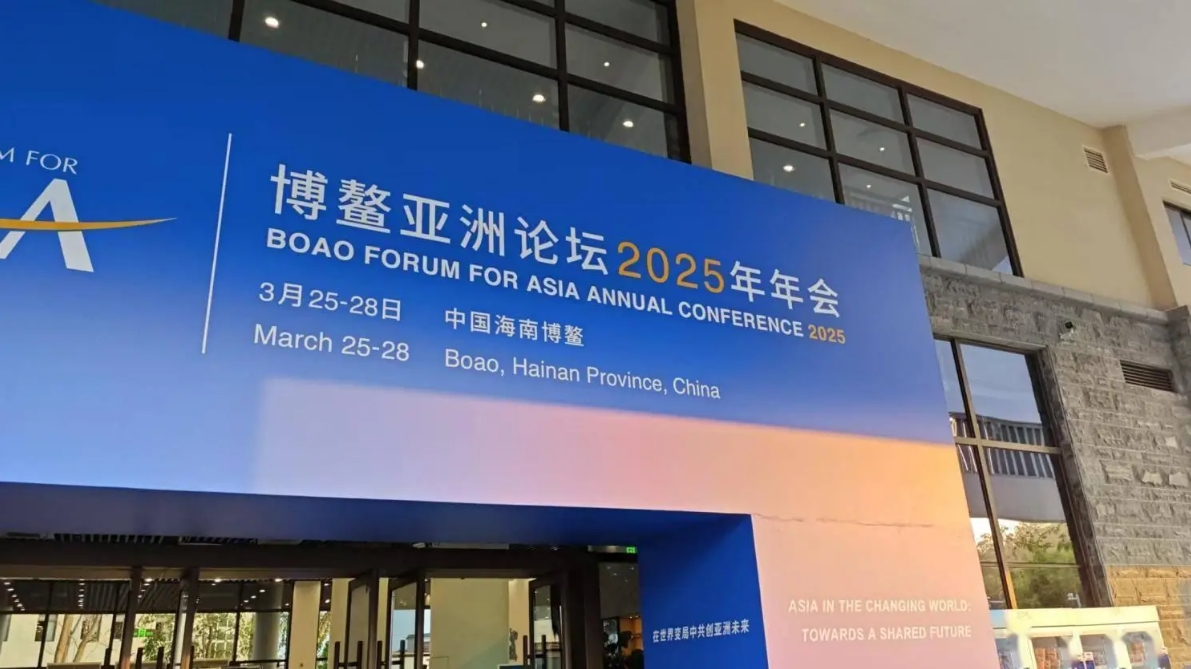 M FOR
A
博鳌亚洲论坛2025年年会
BOAO FORUM FOR ASIA ANNUAL CONFERENCE 2025
3月25-28日 中国海南博鳌
March 25-28 Boao, Hainan Province, China
在世界变局中共创亚洲未来
ASIA IN THE CHANGING WORLD:
TOWARDS A SHARED FUTURE